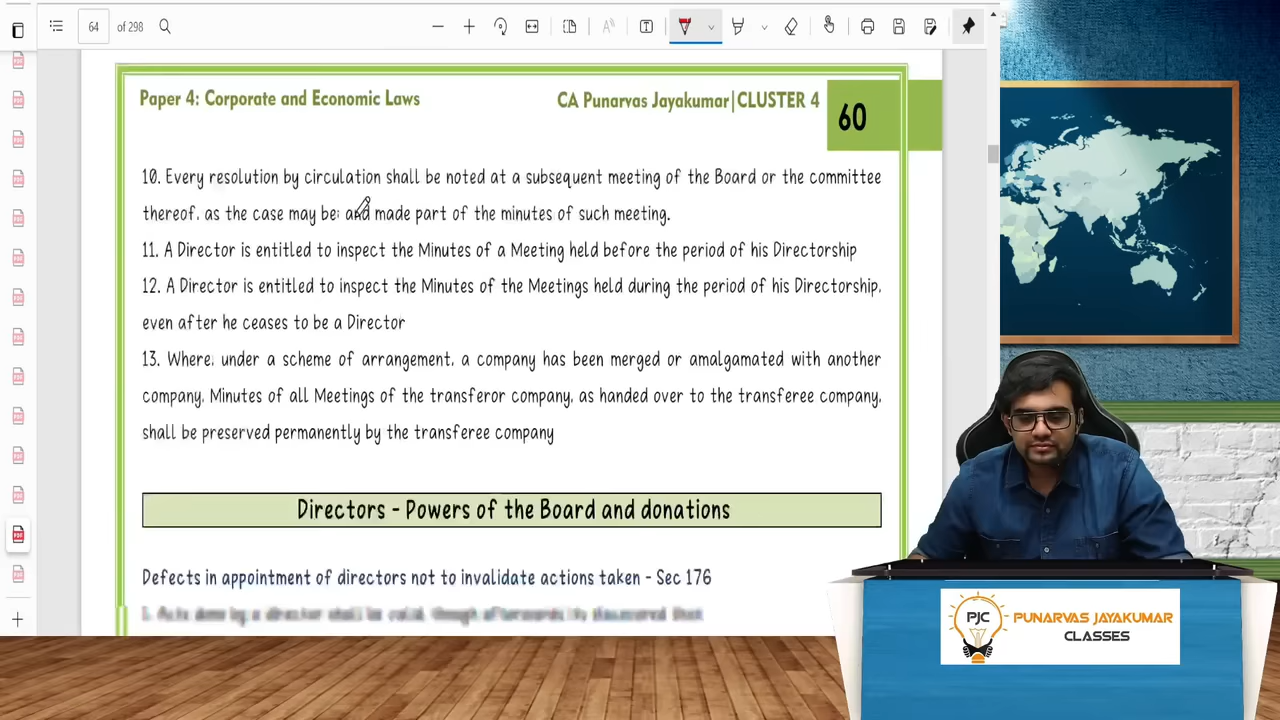 64 of 298
Paper 4: Corporate and Economic Laws
CA Punarvas Jayakumar|CLUSTER 4
60
10. Every resolution by circulation shall be noted at a subsequent meeting of the Board or the committee
thereof, as the case may be; and made part of the minutes of such meeting.
11. A Director is entitled to inspect the Minutes of a Meeting held before the period of his Directorship
12. A Director is entitled to inspect the Minutes of the Meetings held during the period of his Directorship,
even after he ceases to be a Director
13. Where, under a scheme of arrangement, a company has been merged or amalgamated with another
company, Minutes of all Meetings of the transferor company, as handed over to the transferee company,
shall be preserved permanently by the transferee company
Directors - Powers of the Board and donations
Defects in appointment of directors not to invalidate actions taken - Sec 176
PJC
PUNARVAS JAYAKUMAR
CLASSES